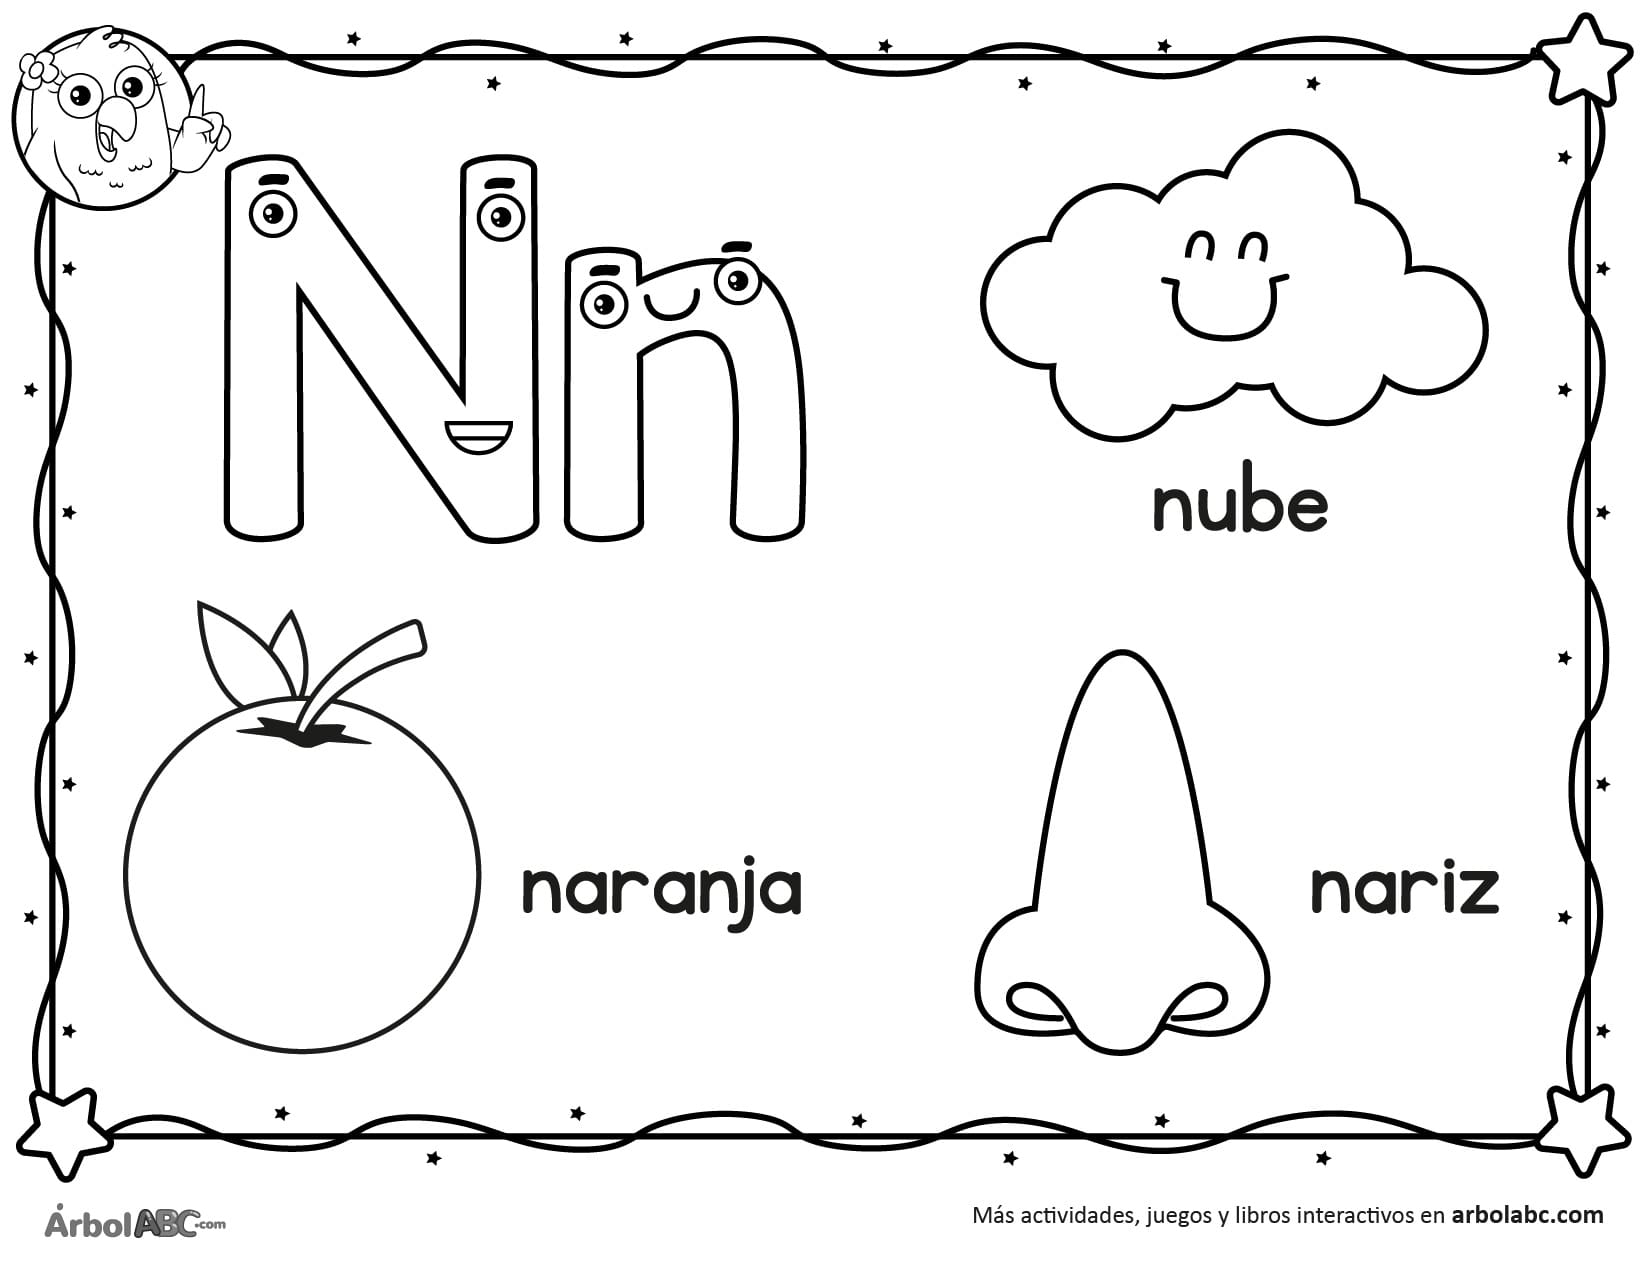 Nn
nube
naranja
nariz
ÁrbolABC.com
Más actividades, juegos y libros interactivos en arbolabc.com